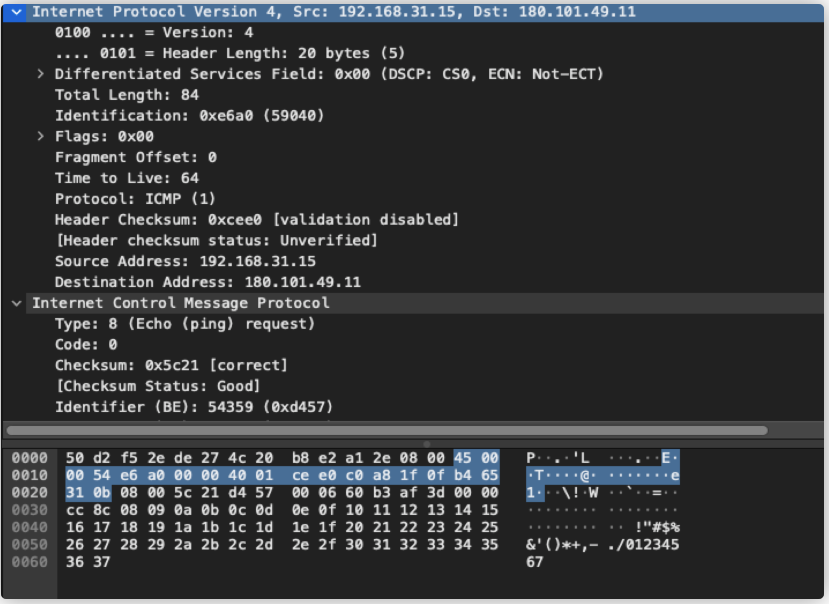 Internet Protocol Version 4, Src: 192.168.31.15, Dst: 180.101.49.11
0100 .... = Version: 4
.... 0101 = Header Length: 20 bytes (5)
Differentiated Services Field: 0x00 (DSCP: CS0, ECN: Not-ECT)
Total Length: 84
Identification: 0xe6a0 (59040)
Flags: 0x00
Fragment Offset: 0
Time to Live: 64
Protocol: ICMP (1)
Header Checksum: 0xcee0 [validation disabled]
[Header checksum status: Unverified]
Source Address: 192.168.31.15
Destination Address: 180.101.49.11
Internet Control Message Protocol
Type: 8 (Echo (ping) request)
Code: 0
Checksum: 0x5c21 [correct]
[Checksum Status: Good]
Identifier (BE): 54359 (0xd457)
0000 50 d2 f5 2e de 27 4c 20 b8 e2 a1 2e 08 00 45 00 P··.·'L ···.··E·
0010 00 54 e6 a0 00 00 40 01 ce e0 c0 a8 1f 0f b4 65 ·T····@· ·······e
0020 31 0b 08 00 5c 21 d4 57 00 06 60 b3 af 3d 00 00 1···\!·W ··`··=··
0030 cc 8c 08 09 0a 0b 0c 0d 0e 0f 10 11 12 13 14 15 ········ ········
0040 16 17 18 19 1a 1b 1c 1d 1e 1f 20 21 22 23 24 25 ········ ·· !"#$%
0050 26 27 28 29 2a 2b 2c 2d 2e 2f 30 31 32 33 34 35 &'()*+,- ./012345
0060 36 37 67